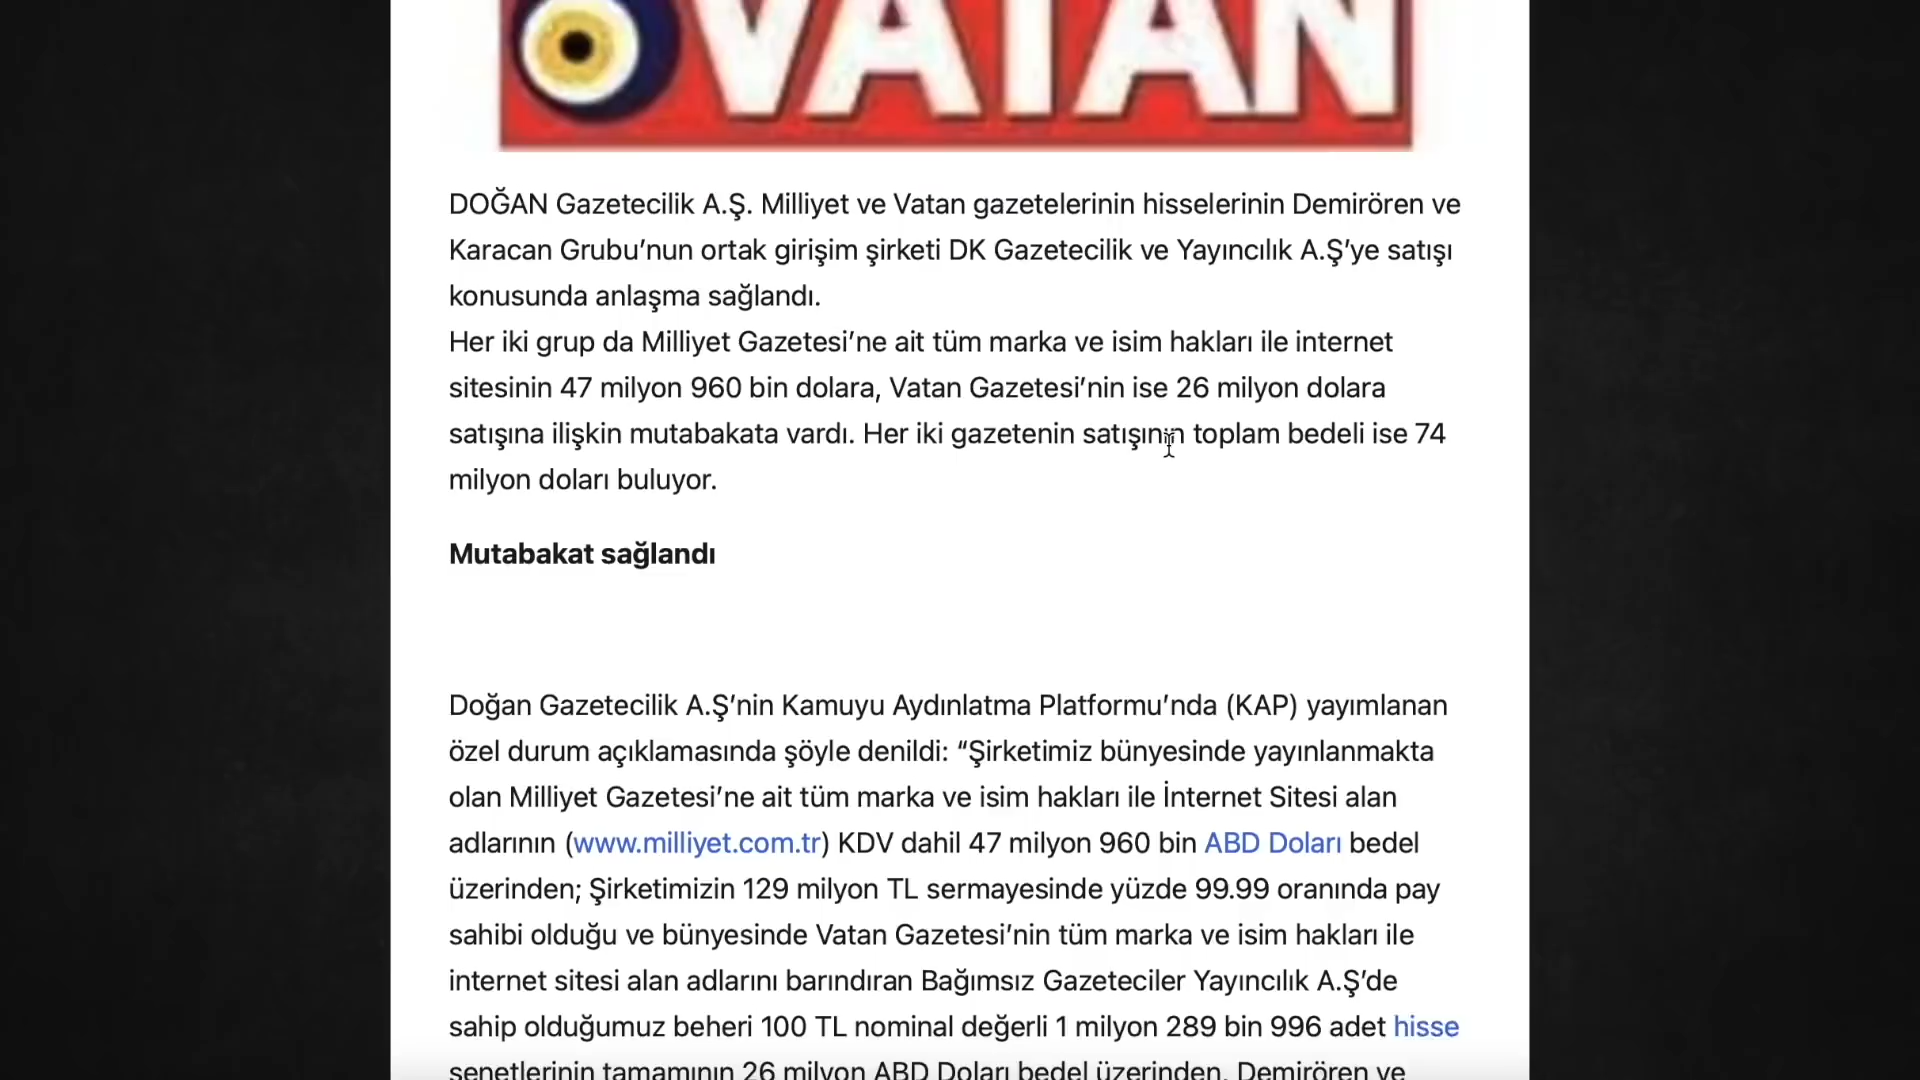 VATAN
DOĞAN Gazetecilik A.Ş. Milliyet ve Vatan gazetelerinin hisselerinin Demirören ve
Karacan Grubu’nun ortak girişim şirketi DK Gazetecilik ve Yayıncılık A.Ş’ye satışı
konusunda anlaşma sağlandı.
Her iki grup da Milliyet Gazetesi’ne ait tüm marka ve isim hakları ile internet
sitesinin 47 milyon 960 bin dolara, Vatan Gazetesi’nin ise 26 milyon dolara
satışına ilişkin mutabakata vardı. Her iki gazetenin satışının toplam bedeli ise 74
milyon doları buluyor.
Mutabakat sağlandı
Doğan Gazetecilik A.Ş’nin Kamuyu Aydınlatma Platformu’nda (KAP) yayımlanan
özel durum açıklamasında şöyle denildi: “Şirketimiz bünyesinde yayınlanmakta
olan Milliyet Gazetesi’ne ait tüm marka ve isim hakları ile İnternet Sitesi alan
adlarının (www.milliyet.com.tr) KDV dahil 47 milyon 960 bin ABD Doları bedel
üzerinden; Şirketimizin 129 milyon TL sermayesinde yüzde 99.99 oranında pay
sahibi olduğu ve bünyesinde Vatan Gazetesi’nin tüm marka ve isim hakları ile
internet sitesi alan adlarını barındıran Bağımsız Gazeteciler Yayıncılık A.Ş’de
sahip olduğumuz beheri 100 TL nominal değerli 1 milyon 289 bin 996 adet hisse
senetlerinin tamamının 26 milyon ABD Doları bedel üzerinden, Demirören ve